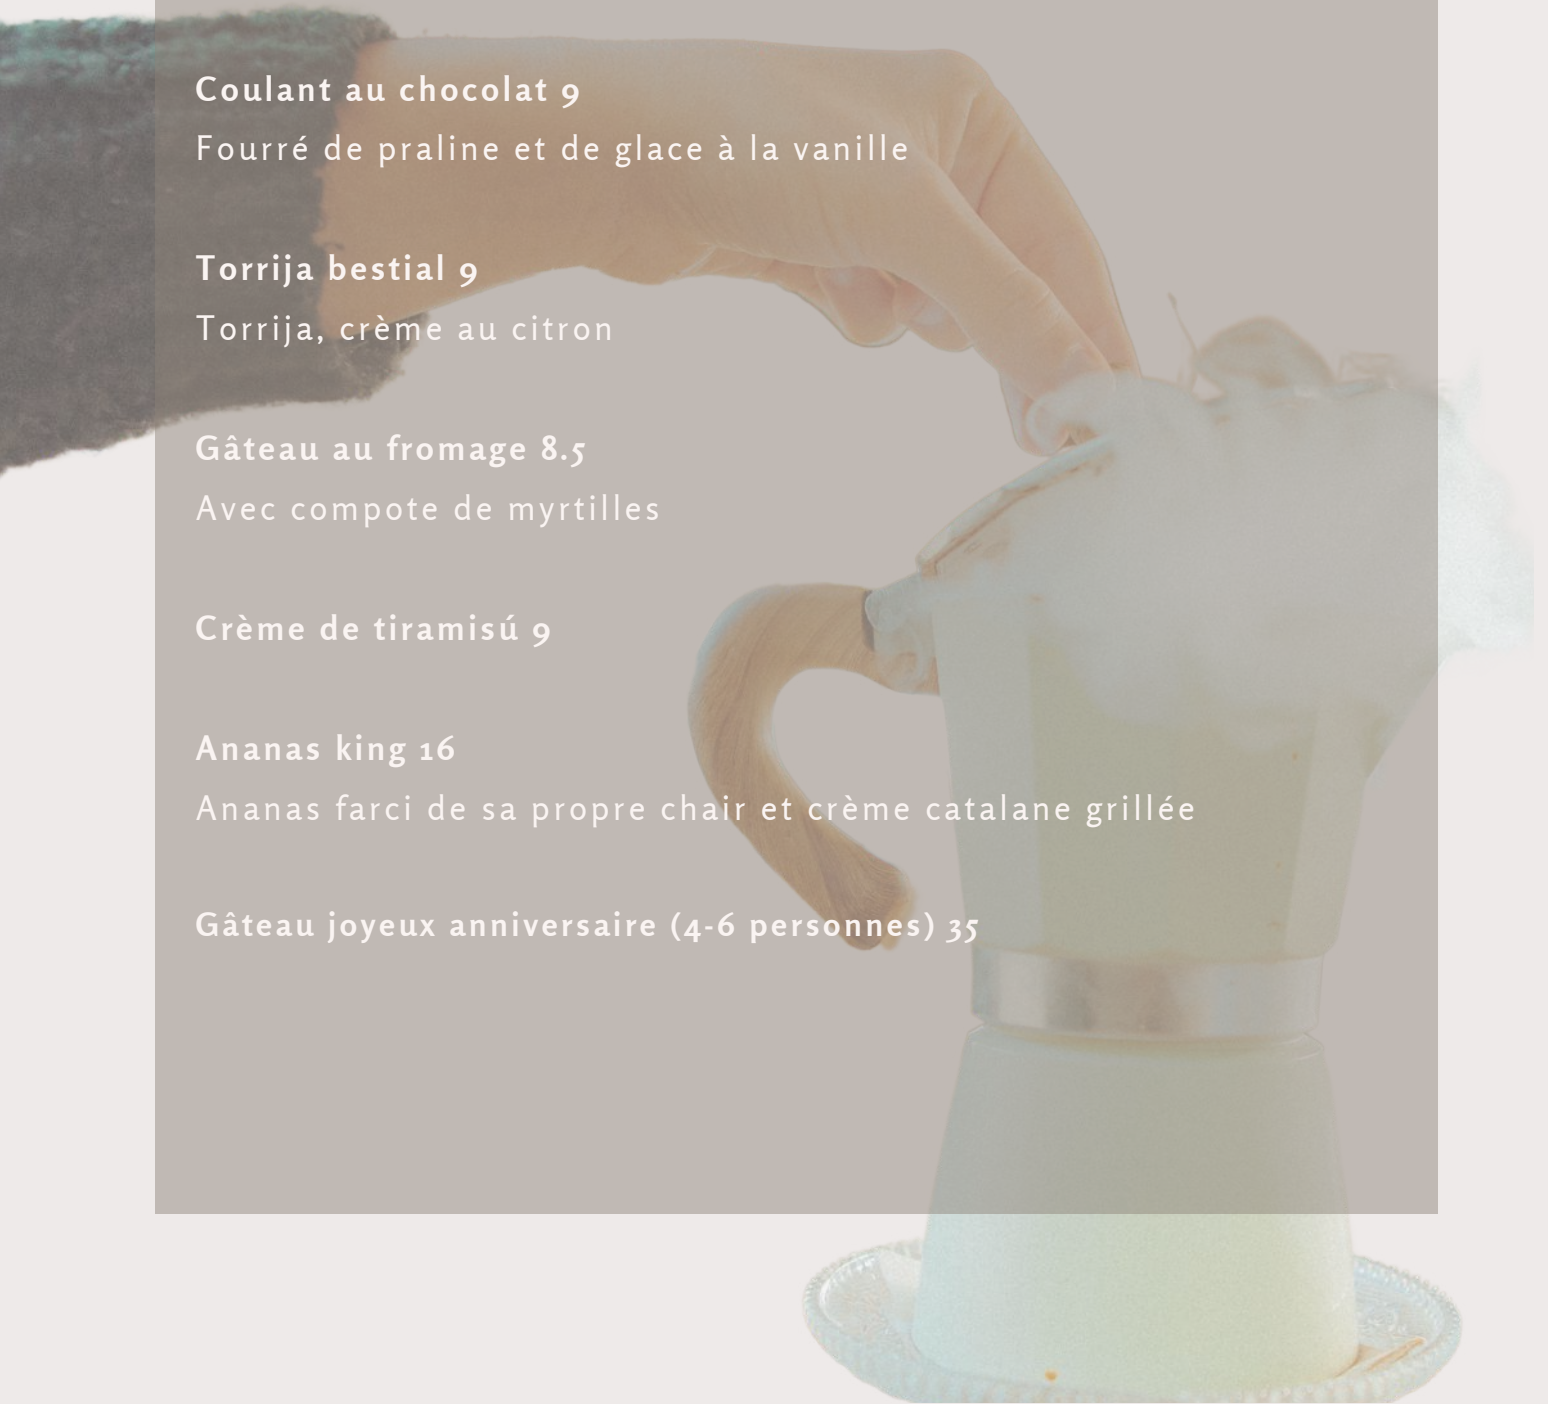 Coulant au chocolat 9
Fourré de praline et de glace à la vanille
Torrija bestial 9
Torrija, crème au citron
Gâteau au fromage 8.5
Avec compote de myrtilles
Crème de tiramisú 9
Ananas king 16
Ananas farci de sa propre chair et crème catalane grillée
Gâteau joyeux anniversaire (4-6 personnes) 35